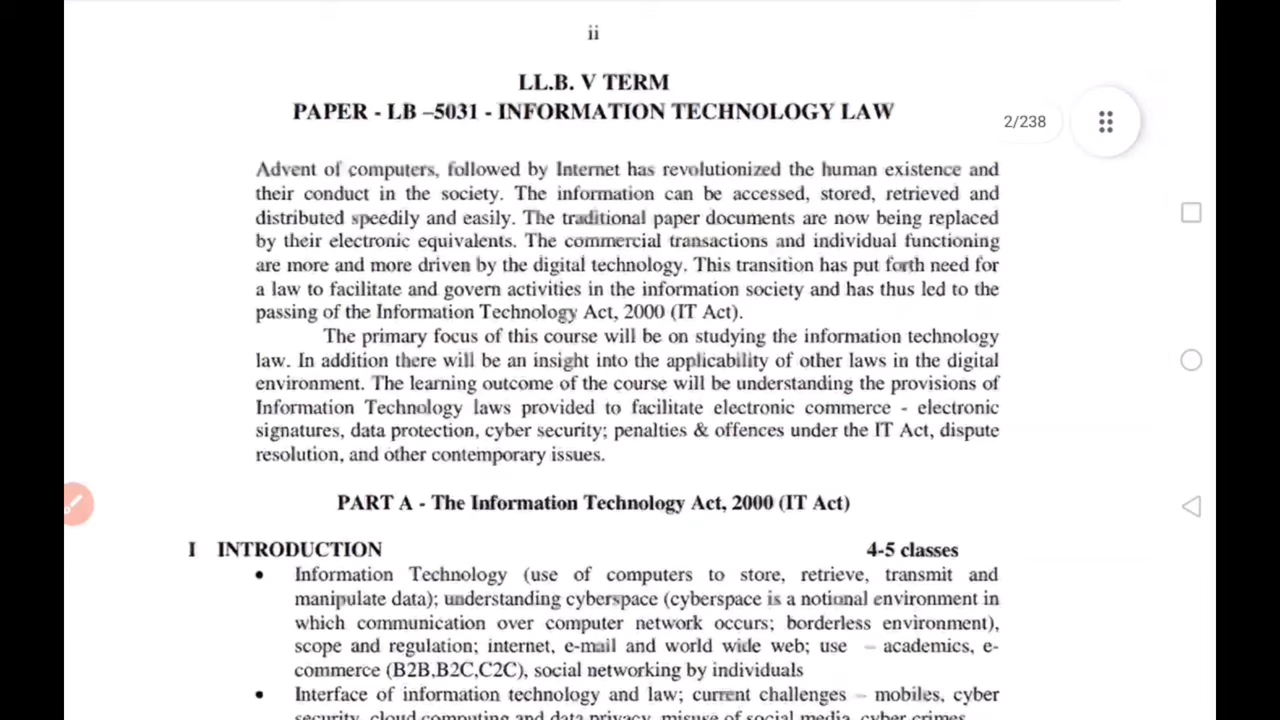 ii
LL.B. V TERM
PAPER - LB –5031 - INFORMATION TECHNOLOGY LAW
2/238
Advent of computers, followed by Internet has revolutionized the human existence and
their conduct in the society. The information can be accessed, stored, retrieved and
distributed speedily and easily. The traditional paper documents are now being replaced
by their electronic equivalents. The commercial transactions and individual functioning
are more and more driven by the digital technology. This transition has put forth need for
a law to facilitate and govern activities in the information society and has thus led to the
passing of the Information Technology Act, 2000 (IT Act).
The primary focus of this course will be on studying the information technology
law. In addition there will be an insight into the applicability of other laws in the digital
environment. The learning outcome of the course will be understanding the provisions of
Information Technology laws provided to facilitate electronic commerce - electronic
signatures, data protection, cyber security; penalties & offences under the IT Act, dispute
resolution, and other contemporary issues.
PART A - The Information Technology Act, 2000 (IT Act)
I INTRODUCTION 4-5 classes
• Information Technology (use of computers to store, retrieve, transmit and
manipulate data); understanding cyberspace (cyberspace is a notional environment in
which communication over computer network occurs; borderless environment),
scope and regulation; internet, e-mail and world wide web; use – academics, e-
commerce (B2B,B2C,C2C), social networking by individuals
• Interface of information technology and law; current challenges – mobiles, cyber
security, cloud computing and data privacy, misuse of social media, cyber crimes